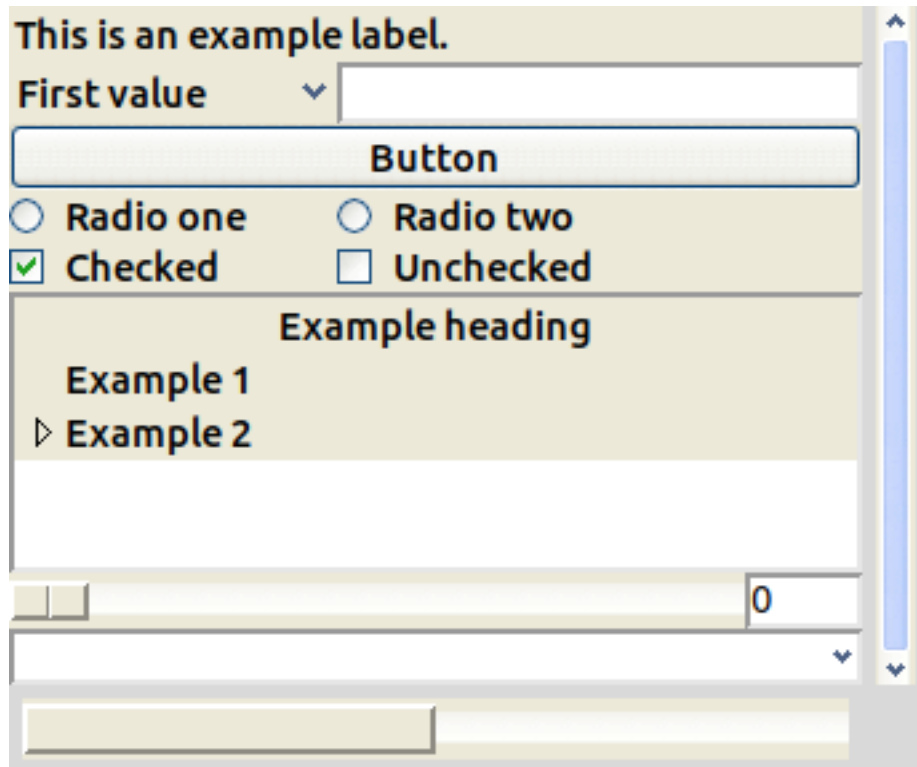 This is an example label.
First value
Button
Radio one Radio two
Checked Unchecked
Example heading
Example 1
Example 2
0